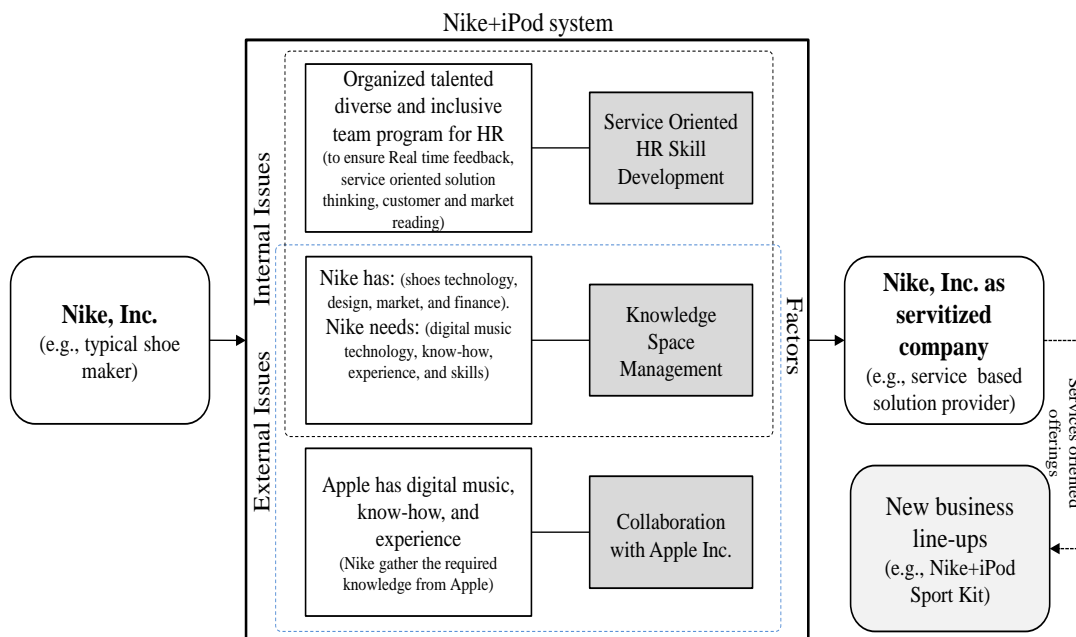 Nike+iPod system
Internal Issues
External Issues
Factors
Organized talented
diverse and inclusive
team program for HR
(to ensure Real time feedback,
service oriented solution
thinking, customer and market
reading)
Service Oriented
HR Skill
Development
Nike, Inc.
(e.g., typical shoe
maker)
Nike has: (shoes technology,
design, market, and finance).
Nike needs: (digital music
technology, know-how,
experience, and skills)
Knowledge
Space
Management
Nike, Inc. as
servitized
company
(e.g., service based
solution provider)
Services oriented
offerings
Apple has digital music,
know-how, and
experience
(Nike gather the required
knowledge from Apple)
Collaboration
with Apple Inc.
New business
line-ups
(e.g., Nike+iPod
Sport Kit)